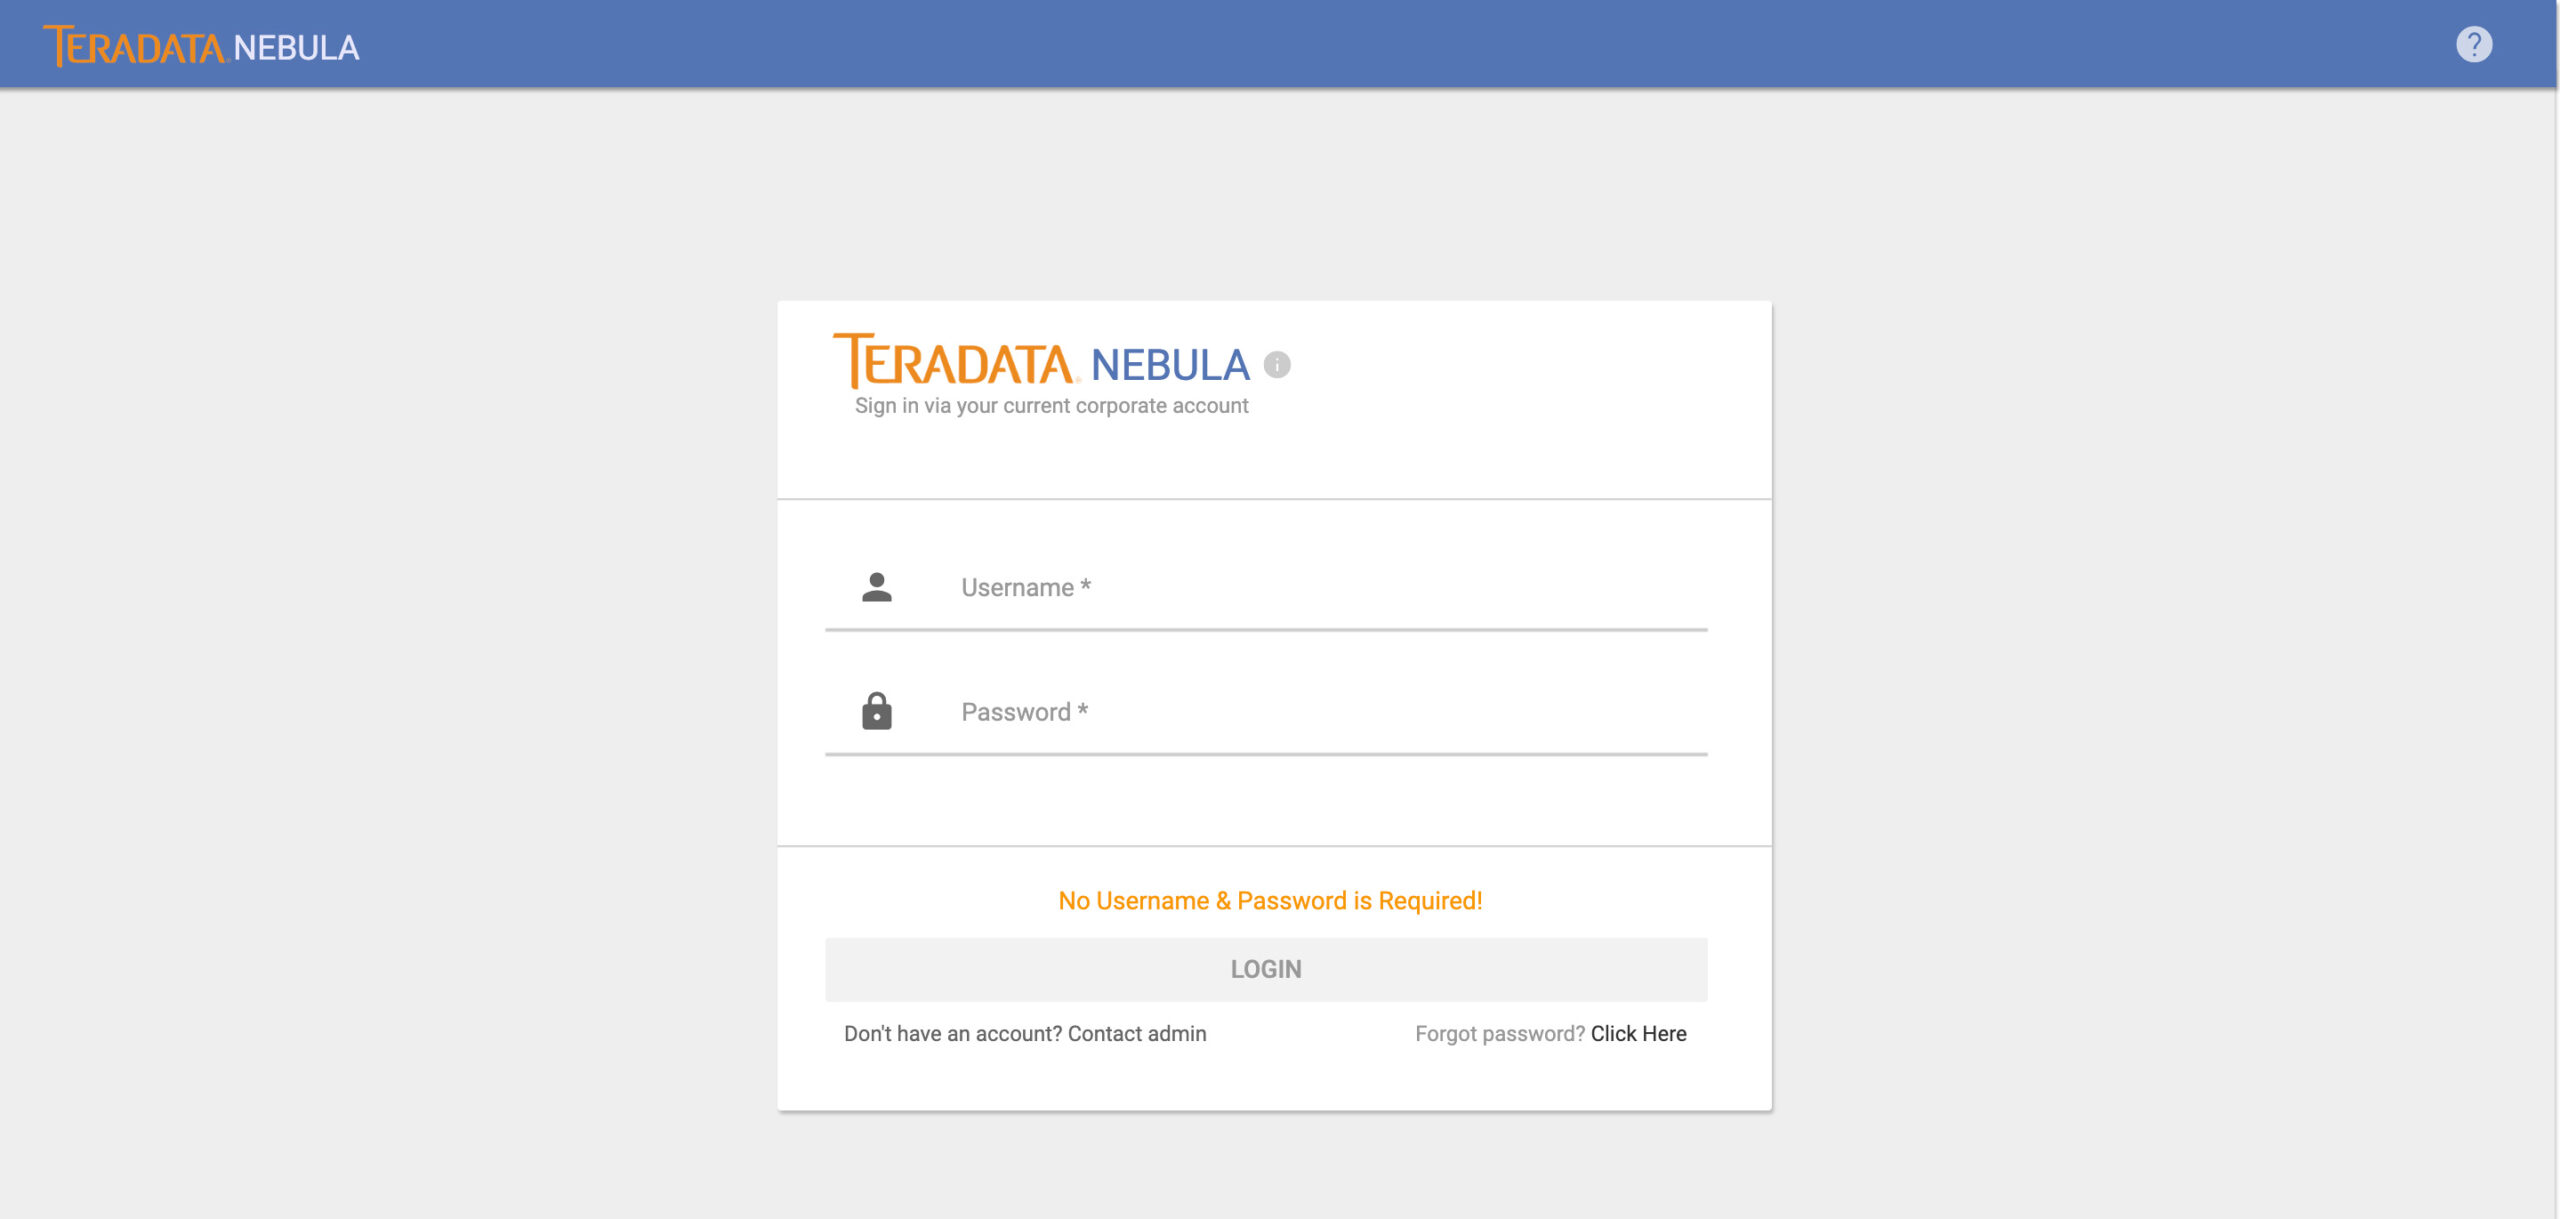 TERADATA. NEBULA
?
TERADATA. NEBULA i
Sign in via your current corporate account
Username *
Password *
No Username & Password is Required!
LOGIN
Don't have an account? Contact admin
Forgot password? Click Here